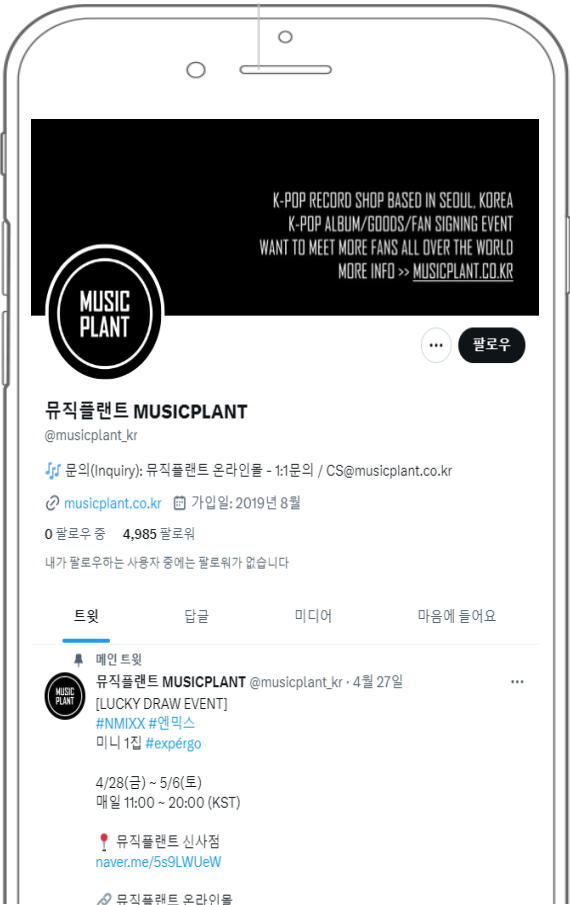 K-POP RECORD SHOP BASED IN SEOUL, KOREA
K-POP ALBUM/GOODS/FAN SIGNING EVENT
WANT TO MEET MORE FANS ALL OVER THE WORLD
MORE INFO >> MUSICPLANT.CO.KR
MUSIC
PLANT
팔로우
뮤직플랜트 MUSICPLANT
@musicplant_kr
문의(Inquiry): 뮤직플랜트 온라인몰 - 1:1문의 / CS@musicplant.co.kr
musicplant.co.kr 가입일: 2019년 8월
0 팔로우 중 4,985 팔로워
내가 팔로우하는 사용자 중에는 팔로워가 없습니다
트윗 답글 미디어 마음에 들어요
메인 트윗
MUSIC
PLANT
뮤직플랜트 MUSICPLANT @musicplant_kr · 4월 27일
[LUCKY DRAW EVENT]
#NMIXX #엔믹스
미니 1집 #expérgo
4/28(금) ~ 5/6(토)
매일 11:00 ~ 20:00 (KST)
뮤직플랜트 신사점
naver.me/5s9LWUeW
뮤직플랜트 온라인몰